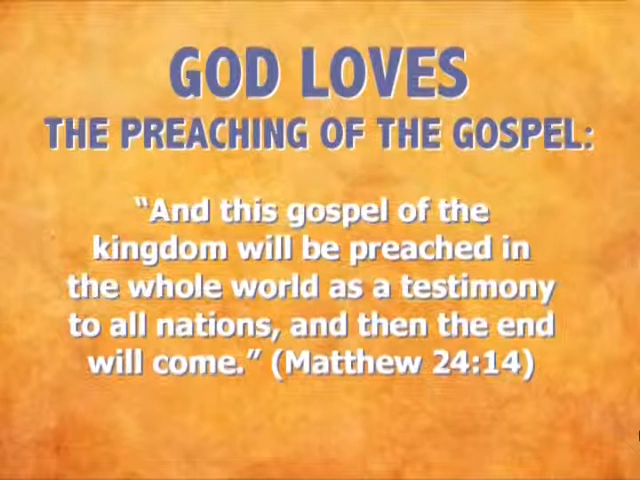 GOD LOVES
THE PREACHING OF THE GOSPEL:
“And this gospel of the
kingdom will be preached in
the whole world as a testimony
to all nations, and then the end
will come.” (Matthew 24:14)